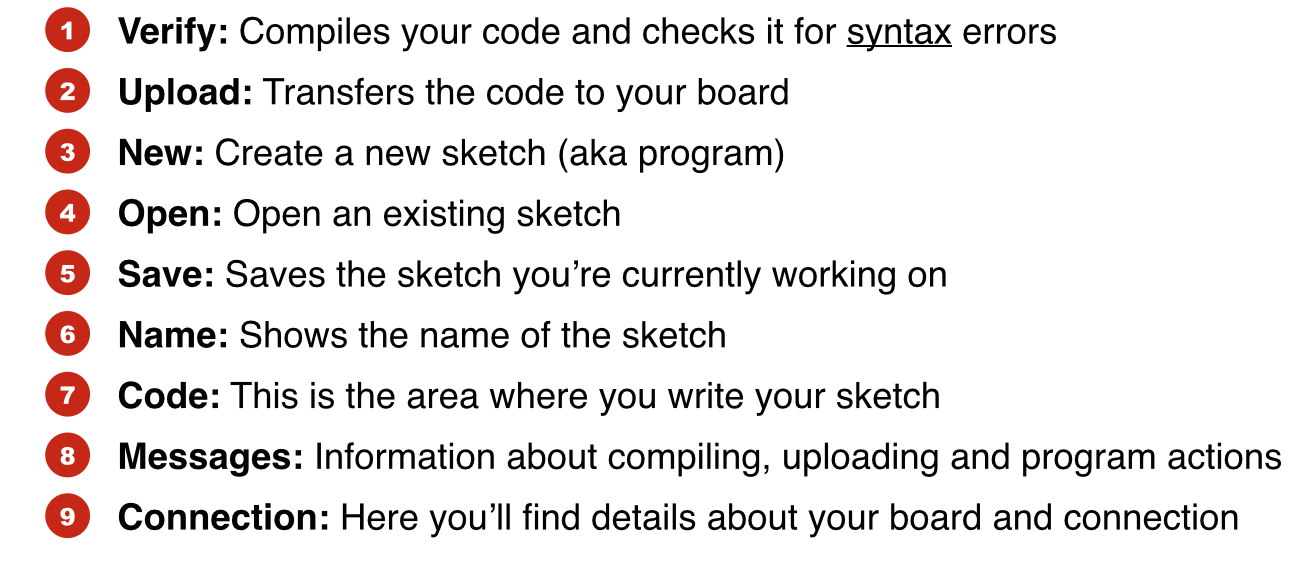 1 Verify: Compiles your code and checks it for syntax errors
2 Upload: Transfers the code to your board
3 New: Create a new sketch (aka program)
4 Open: Open an existing sketch
5 Save: Saves the sketch you’re currently working on
6 Name: Shows the name of the sketch
7 Code: This is the area where you write your sketch
8 Messages: Information about compiling, uploading and program actions
9 Connection: Here you’ll find details about your board and connection